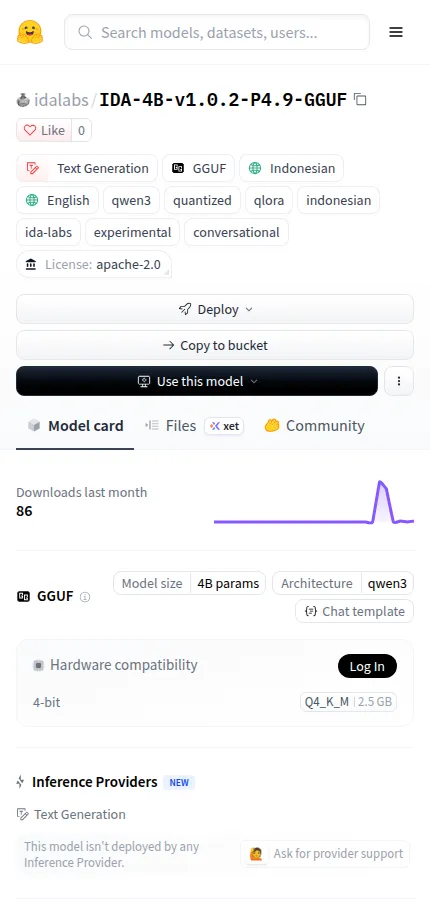 Search models, datasets, users...
idalabs/IDA-4B-v1.0.2-P4.9-GGUF
Like 0
Text Generation GGUF Indonesian
English qwen3 quantized qlora indonesian
ida-labs experimental conversational
License: apache-2.0
Deploy
Copy to bucket
Use this model
Model card Files xet Community
Downloads last month
86
GGUF Model size 4B params Architecture qwen3
Chat template
Hardware compatibility Log In
4-bit Q4_K_M 2.5 GB
Inference Providers NEW
Text Generation
This model isn't deployed by any
Inference Provider.
Ask for provider support